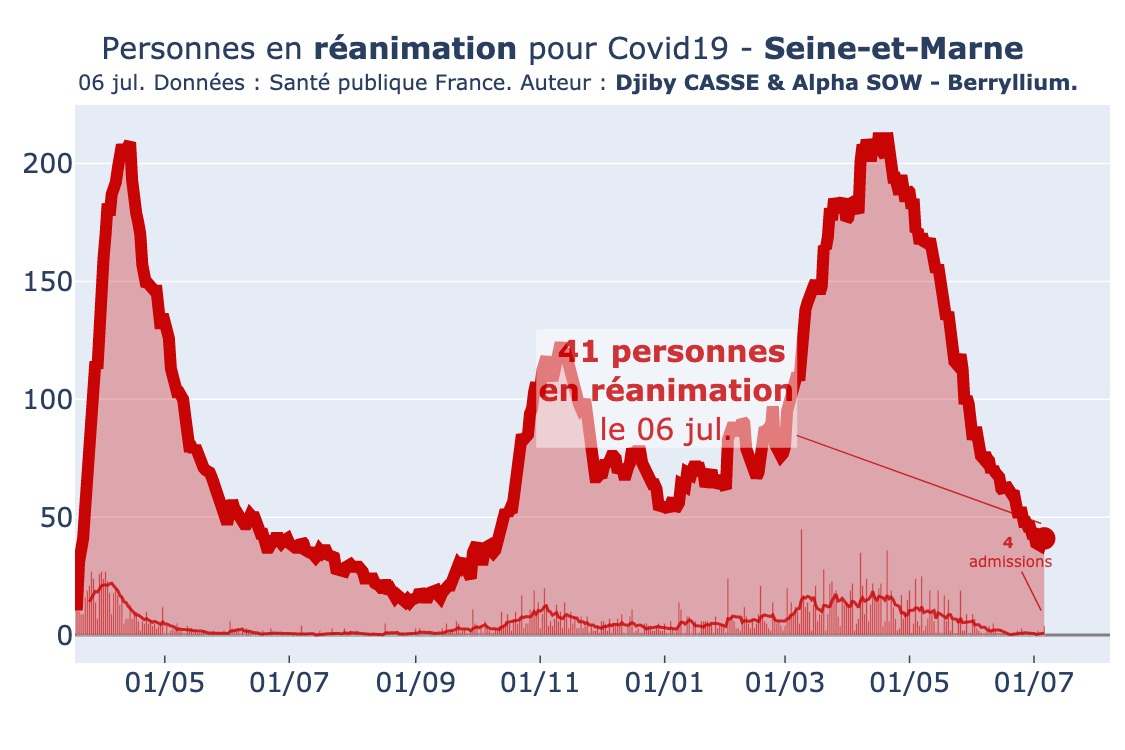 Personnes en réanimation pour Covid19 - Seine-et-Marne
06 jul. Données : Santé publique France. Auteur : Djiby CASSE & Alpha SOW - Berryllium.
200
150
100
50
0
41 personnes
en réanimation
le 06 jul.
4
admissions
01/05 01/07 01/09 01/11 01/01 01/03 01/05 01/07